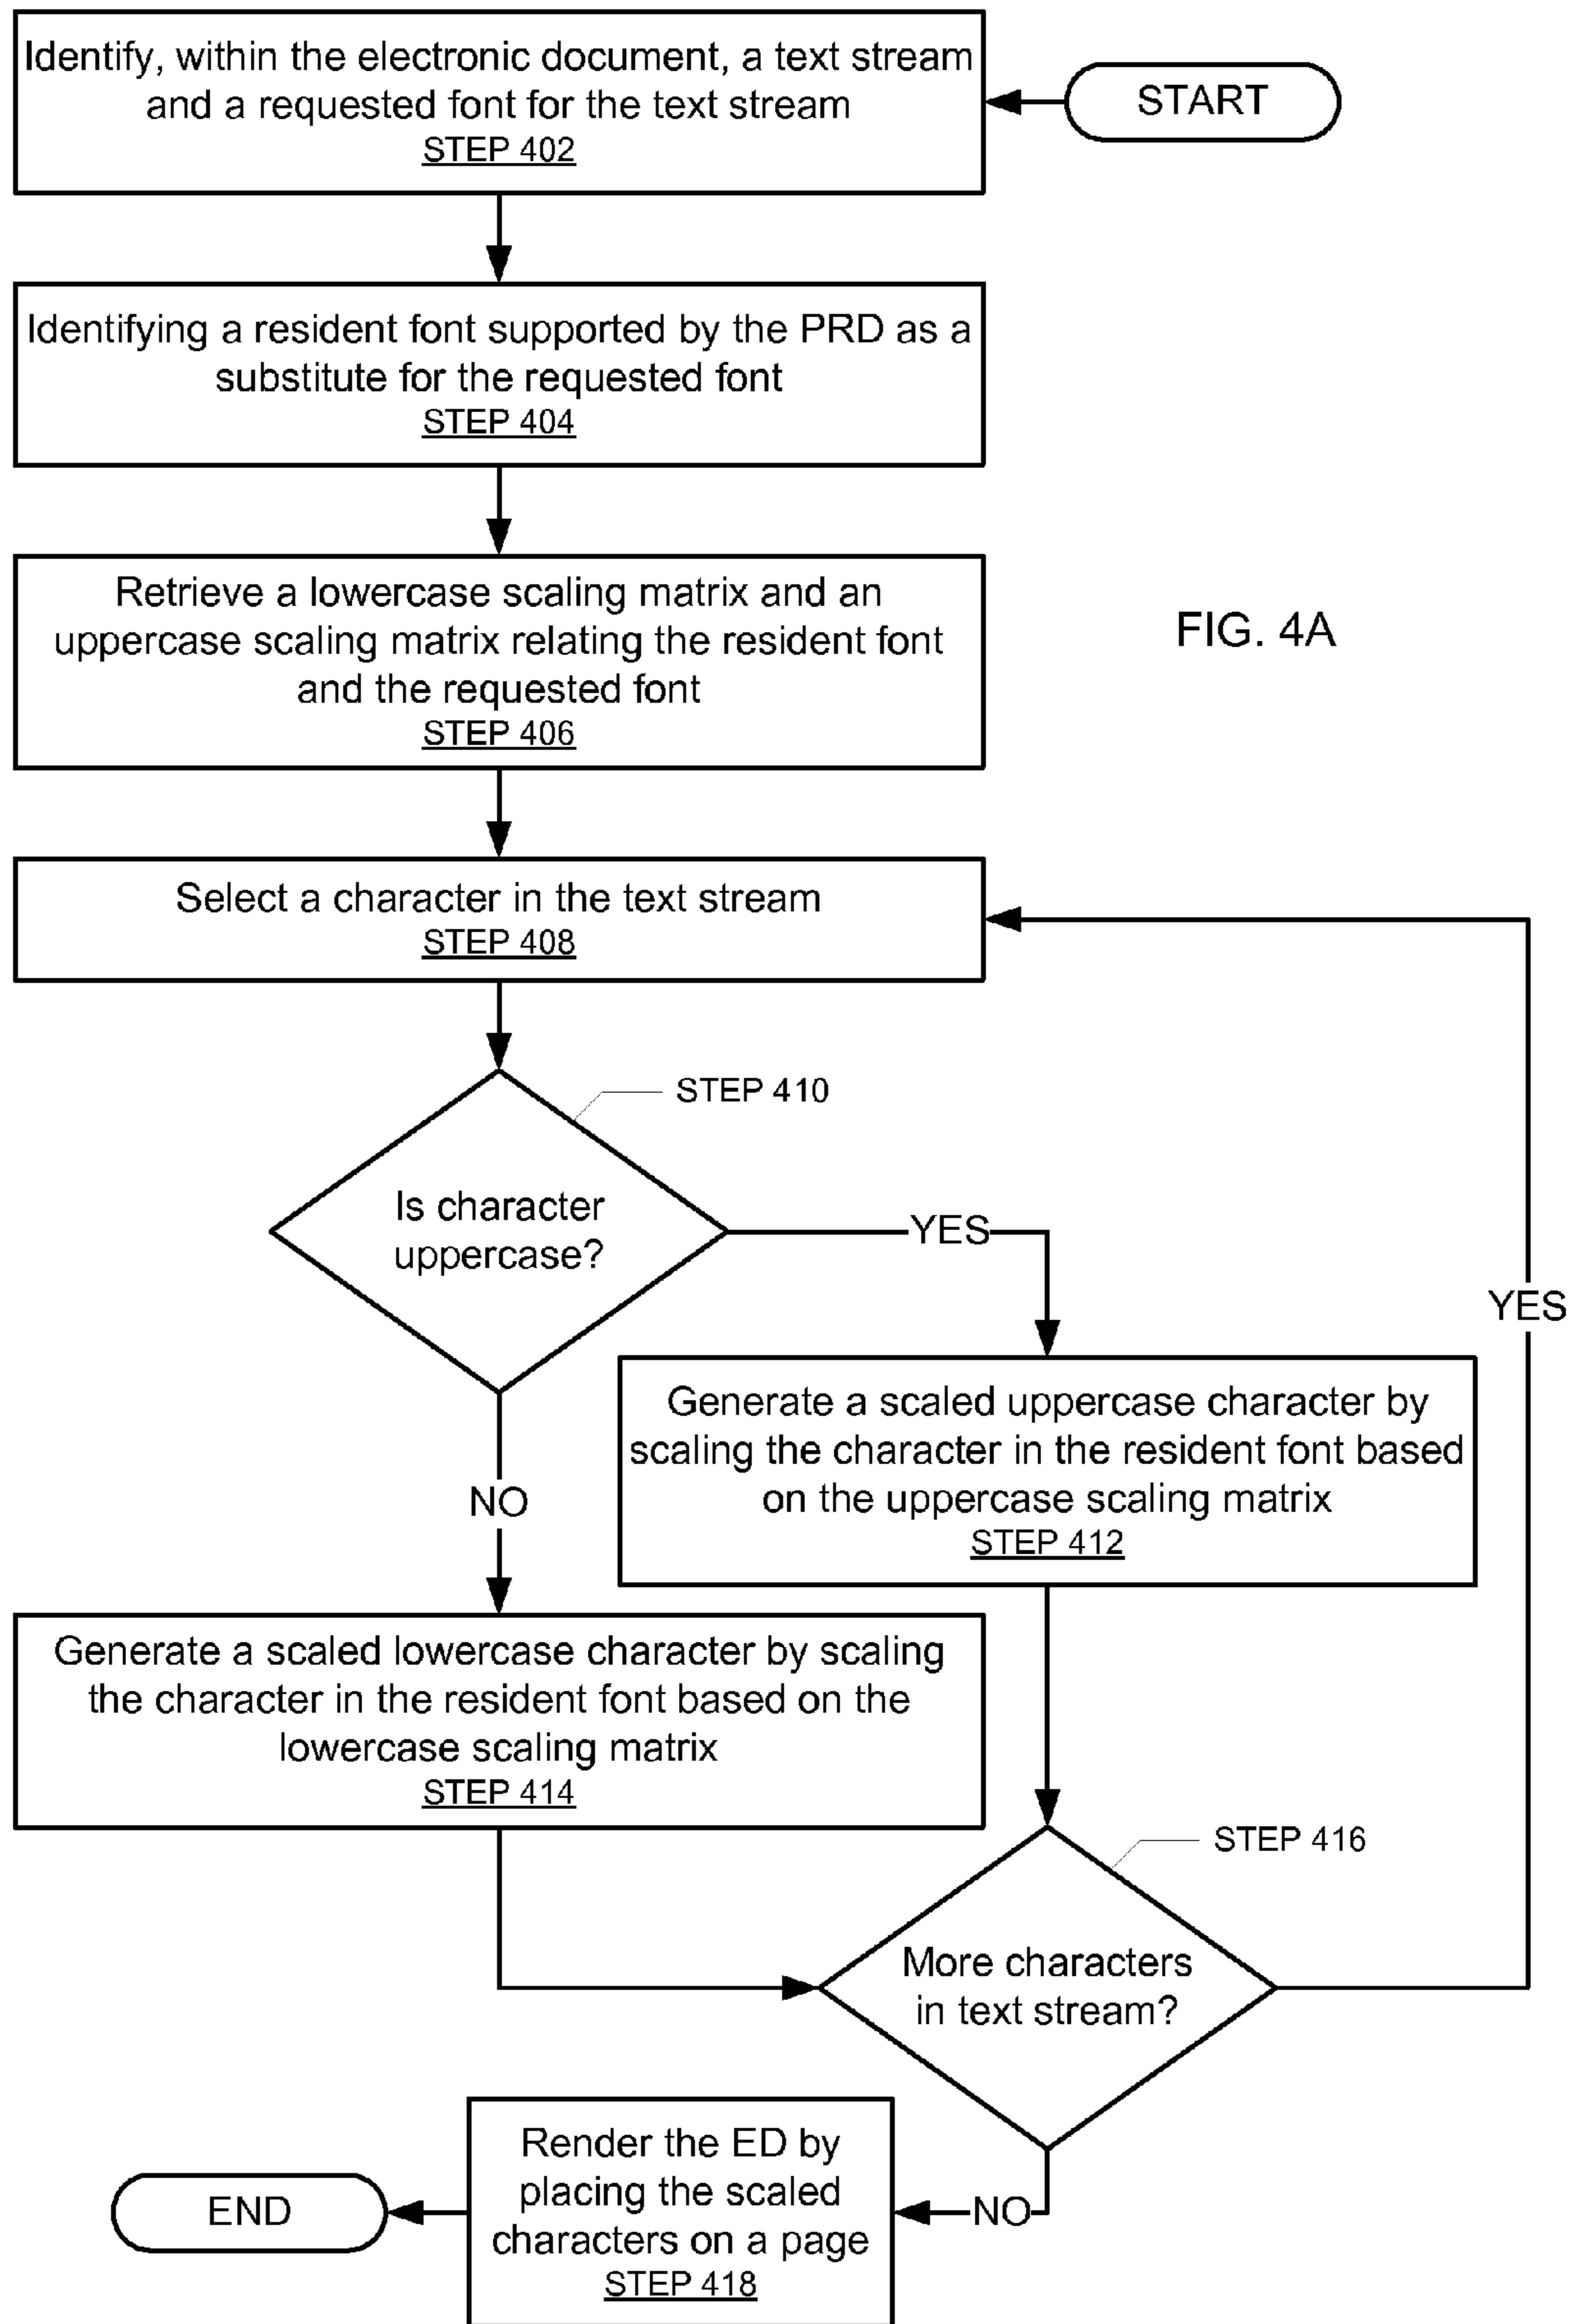 Identify, within the electronic document, a text stream
and a requested font for the text stream
STEP 402
START
Identifying a resident font supported by the PRD as a
substitute for the requested font
STEP 404
Retrieve a lowercase scaling matrix and an
uppercase scaling matrix relating the resident font
and the requested font
STEP 406
FIG. 4A
Select a character in the text stream
STEP 408
STEP 410
Is character
uppercase?
YES
YES
Generate a scaled uppercase character by
scaling the character in the resident font based
on the uppercase scaling matrix
STEP 412
NO
Generate a scaled lowercase character by scaling
the character in the resident font based on the
lowercase scaling matrix
STEP 414
STEP 416
More characters
in text stream?
NO
Render the ED by
placing the scaled
characters on a page
STEP 418
END